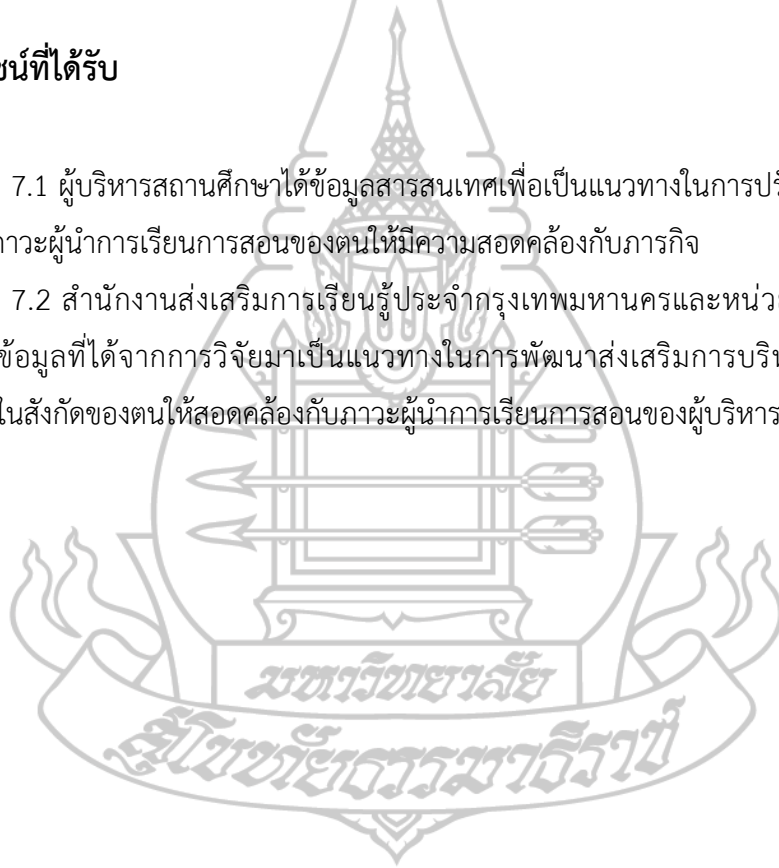 ชน์ที่ได้รับ
7.1 ผู้บริหารสถานศึกษาได้ข้อมูลสารสนเทศเพื่อเป็นแนวทางในการปรั
ภาวะผู้นำการเรียนการสอนของตนให้มีความสอดคล้องกับภารกิจ
7.2 สำนักงานส่งเสริมการเรียนรู้ประจำกรุงเทพมหานครและหน่วย
ข้อมูลที่ได้จากการวิจัยมาเป็นแนวทางในการพัฒนาส่งเสริมการบริห
ในสังกัดของตนให้สอดคล้องกับภาวะผู้นำการเรียนการสอนของผู้บริหาร
มหาวิทยาลัย
สุโขทัยธรรมาธิราช